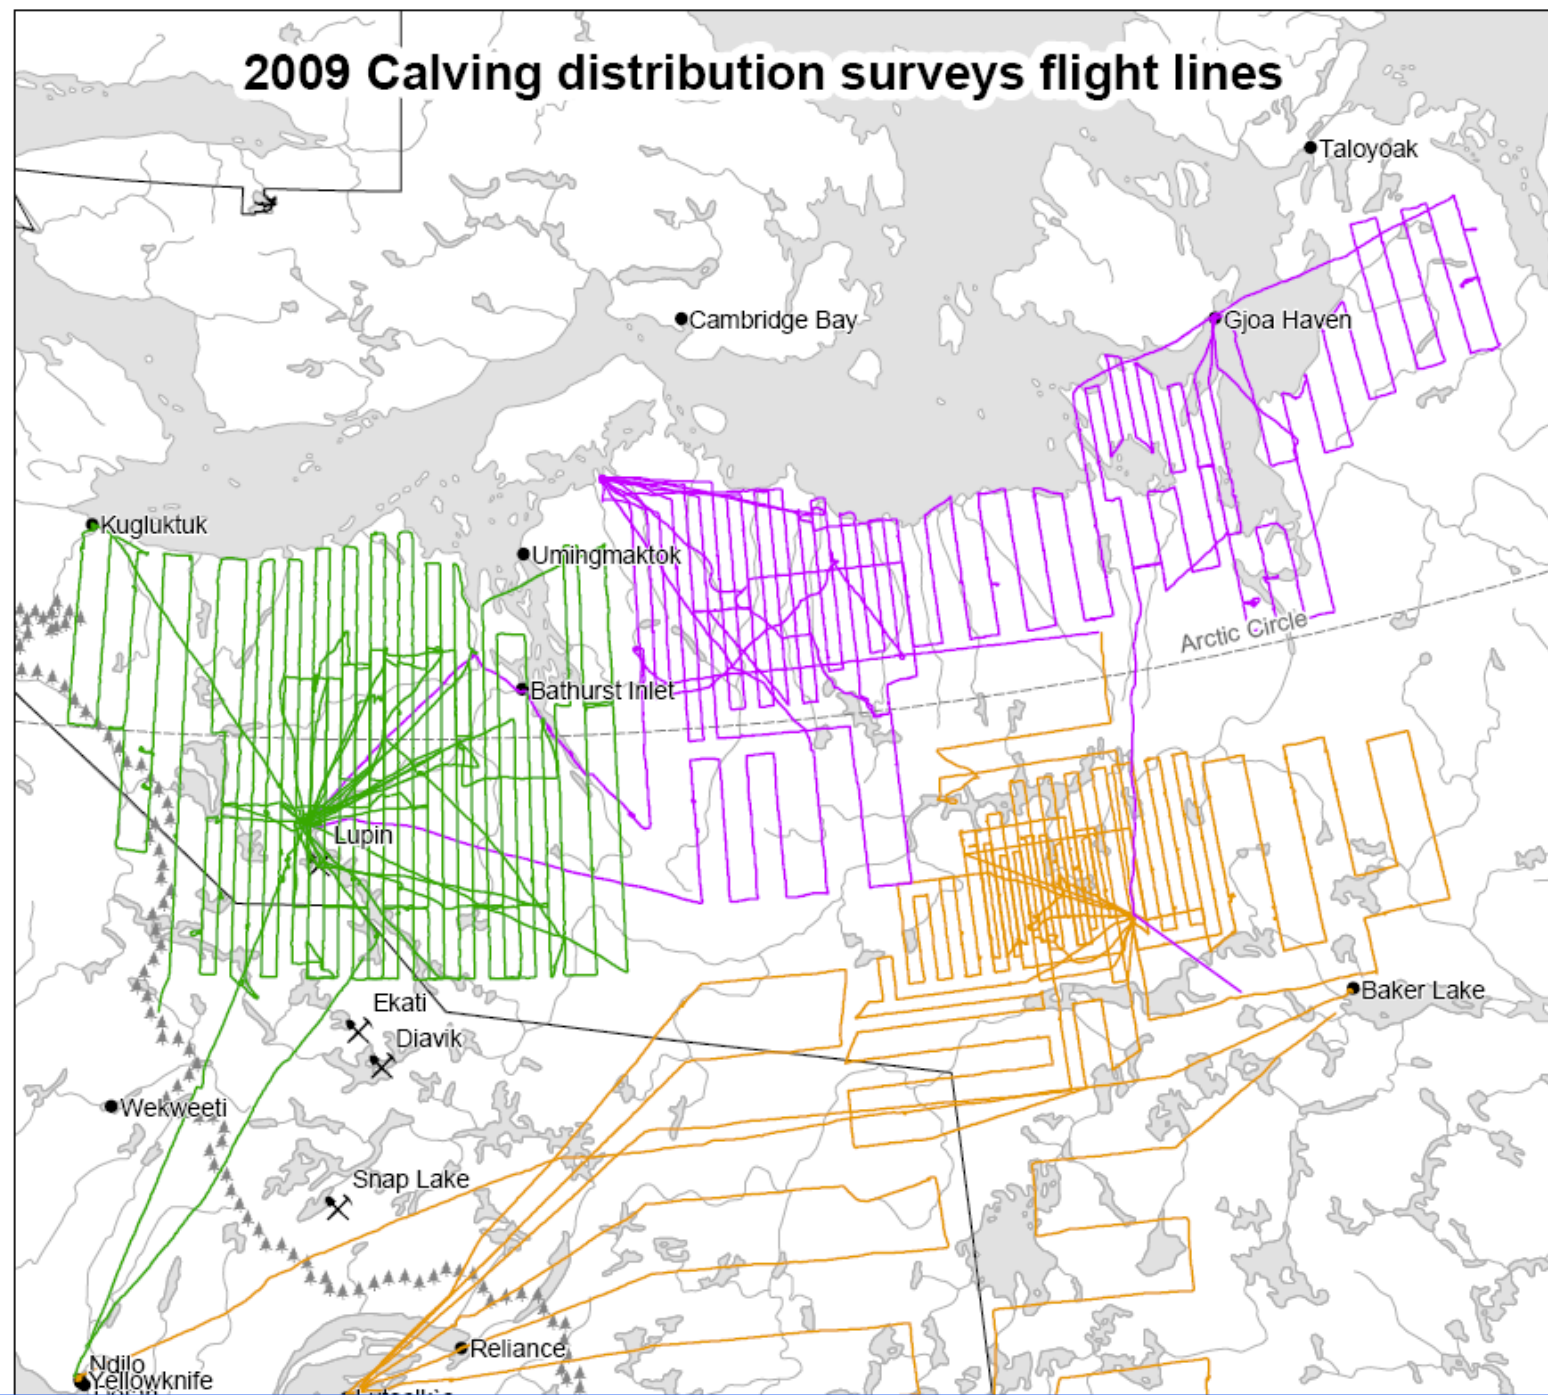 2009 Calving distribution surveys flight lines
Taloyoak
Cambridge Bay
Gjoa Haven
Kugluktuk
Umingmaktok
Arctic Circle
Bathurst Inlet
Lupin
Baker Lake
Ekati
Diavik
Wekweeti
Snap Lake
Reliance
Ndilo
Yellowknife